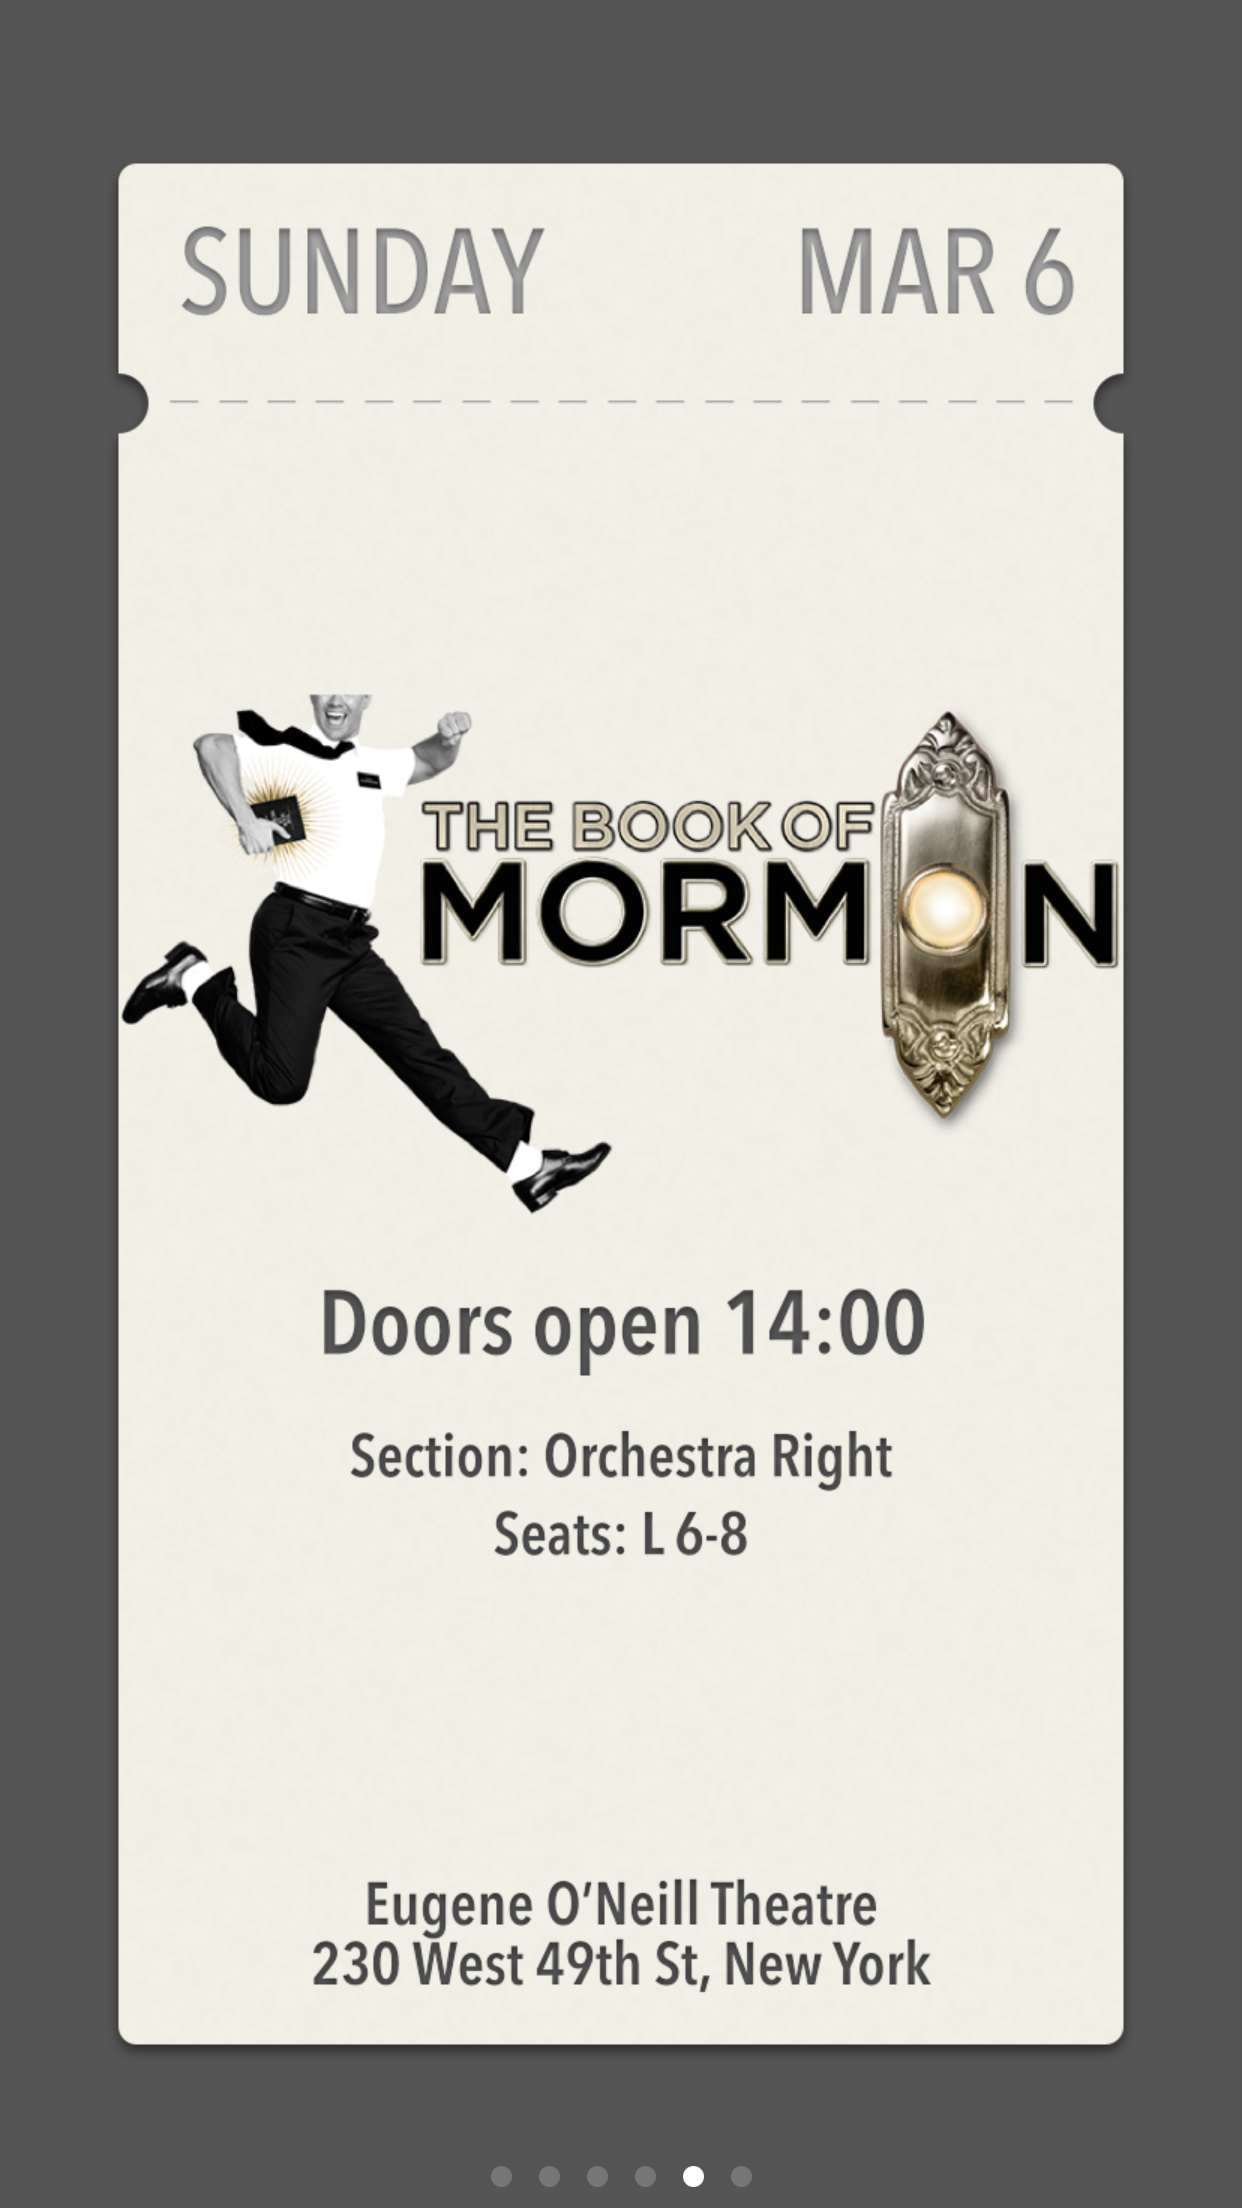 SUNDAY MAR 6
THE BOOK OF
MORMON
Doors open 14:00
Section: Orchestra Right
Seats: L 6-8
Eugene O’Neill Theatre
230 West 49th St, New York